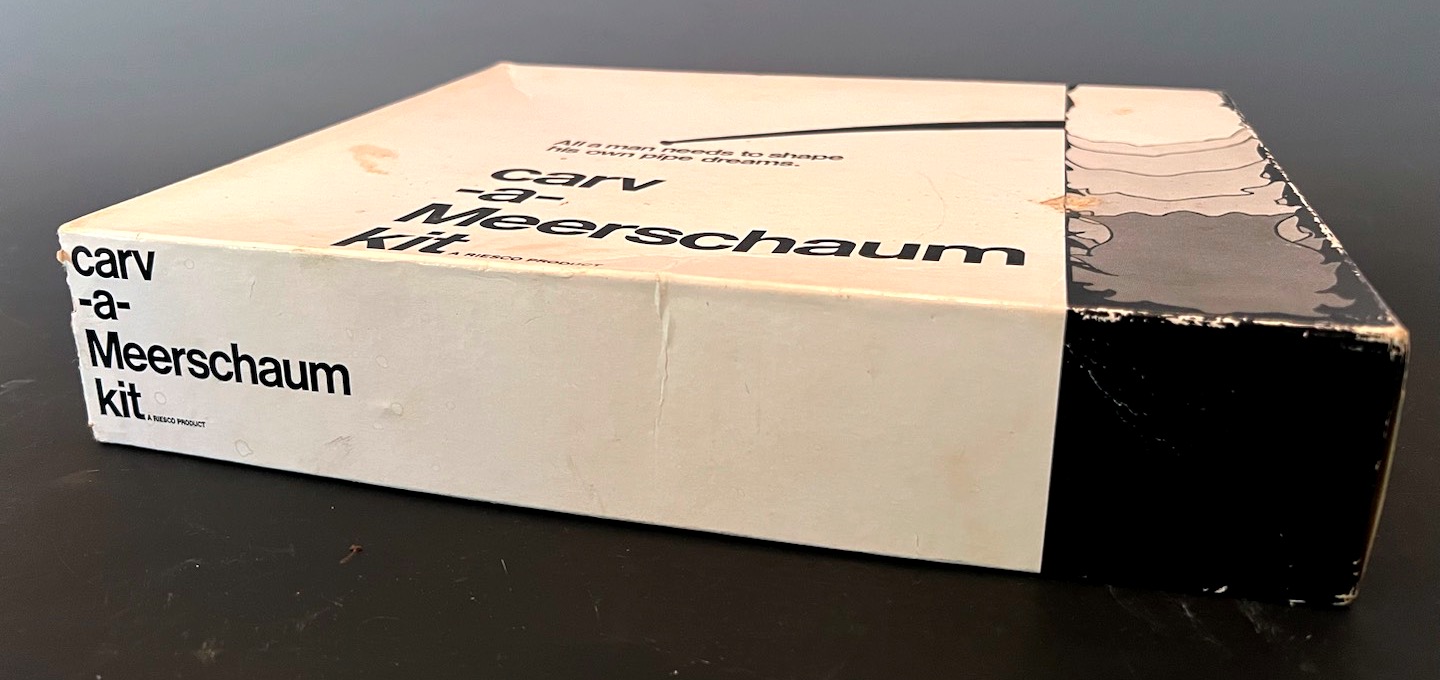 All a man needs to shape
his own pipe dreams.
carv
-a-
Meerschaum
kit A RIESCO PRODUCT
carv
-a-
Meerschaum
kit A RIESCO PRODUCT